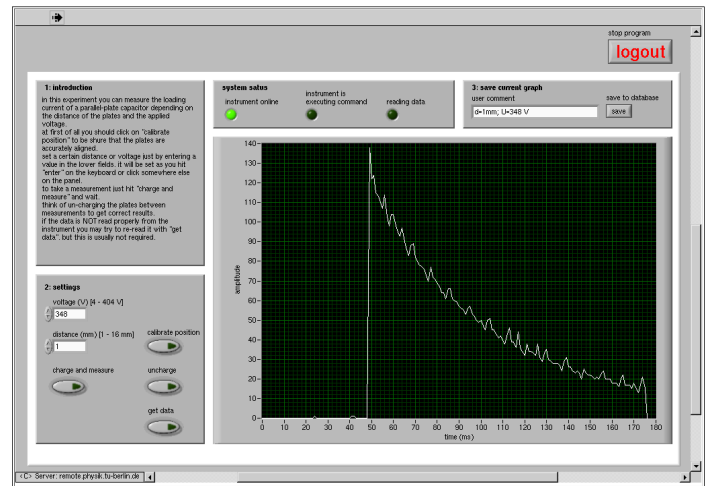 stop program
logout
1: introduction
in this experiment you can measure the loading
current of a parallel-plate capacitor depending on
the distance of the plates and the applied
voltage.
at first of all you should click on "calibrate
position" to be shure that the plates are
accurately aligned.
set a certain distance or voltage just by entering a
value in the lower fields. it will be set as you hit
"enter" on the keyboard or click somewhere else
on the panel.
to take a measurement just hit "charge and
measure" and wait.
think of un-charging the plates between
measurements to get correct results.
if the data is NOT read properly from the
instrument you may try to re-read it with "get
data". but this is usually not required.
system satus
instrument online
instrument is
executing command
reading data
3: save current graph
user comment
save to database
d=1mm; U=348 V
save
2: settings
voltage (V) [4 - 404 V]
348
distance (mm) [1 - 16 mm]
1
calibrate position
charge and measure
uncharge
get data
amplitude
140
130
120
110
100
90
80
70
60
50
40
30
20
10
0
0 10 20 30 40 50 60 70 80 90 100 110 120 130 140 150 160 170 180
time (ms)
<C> Server: remote.physik.tu-berlin.de